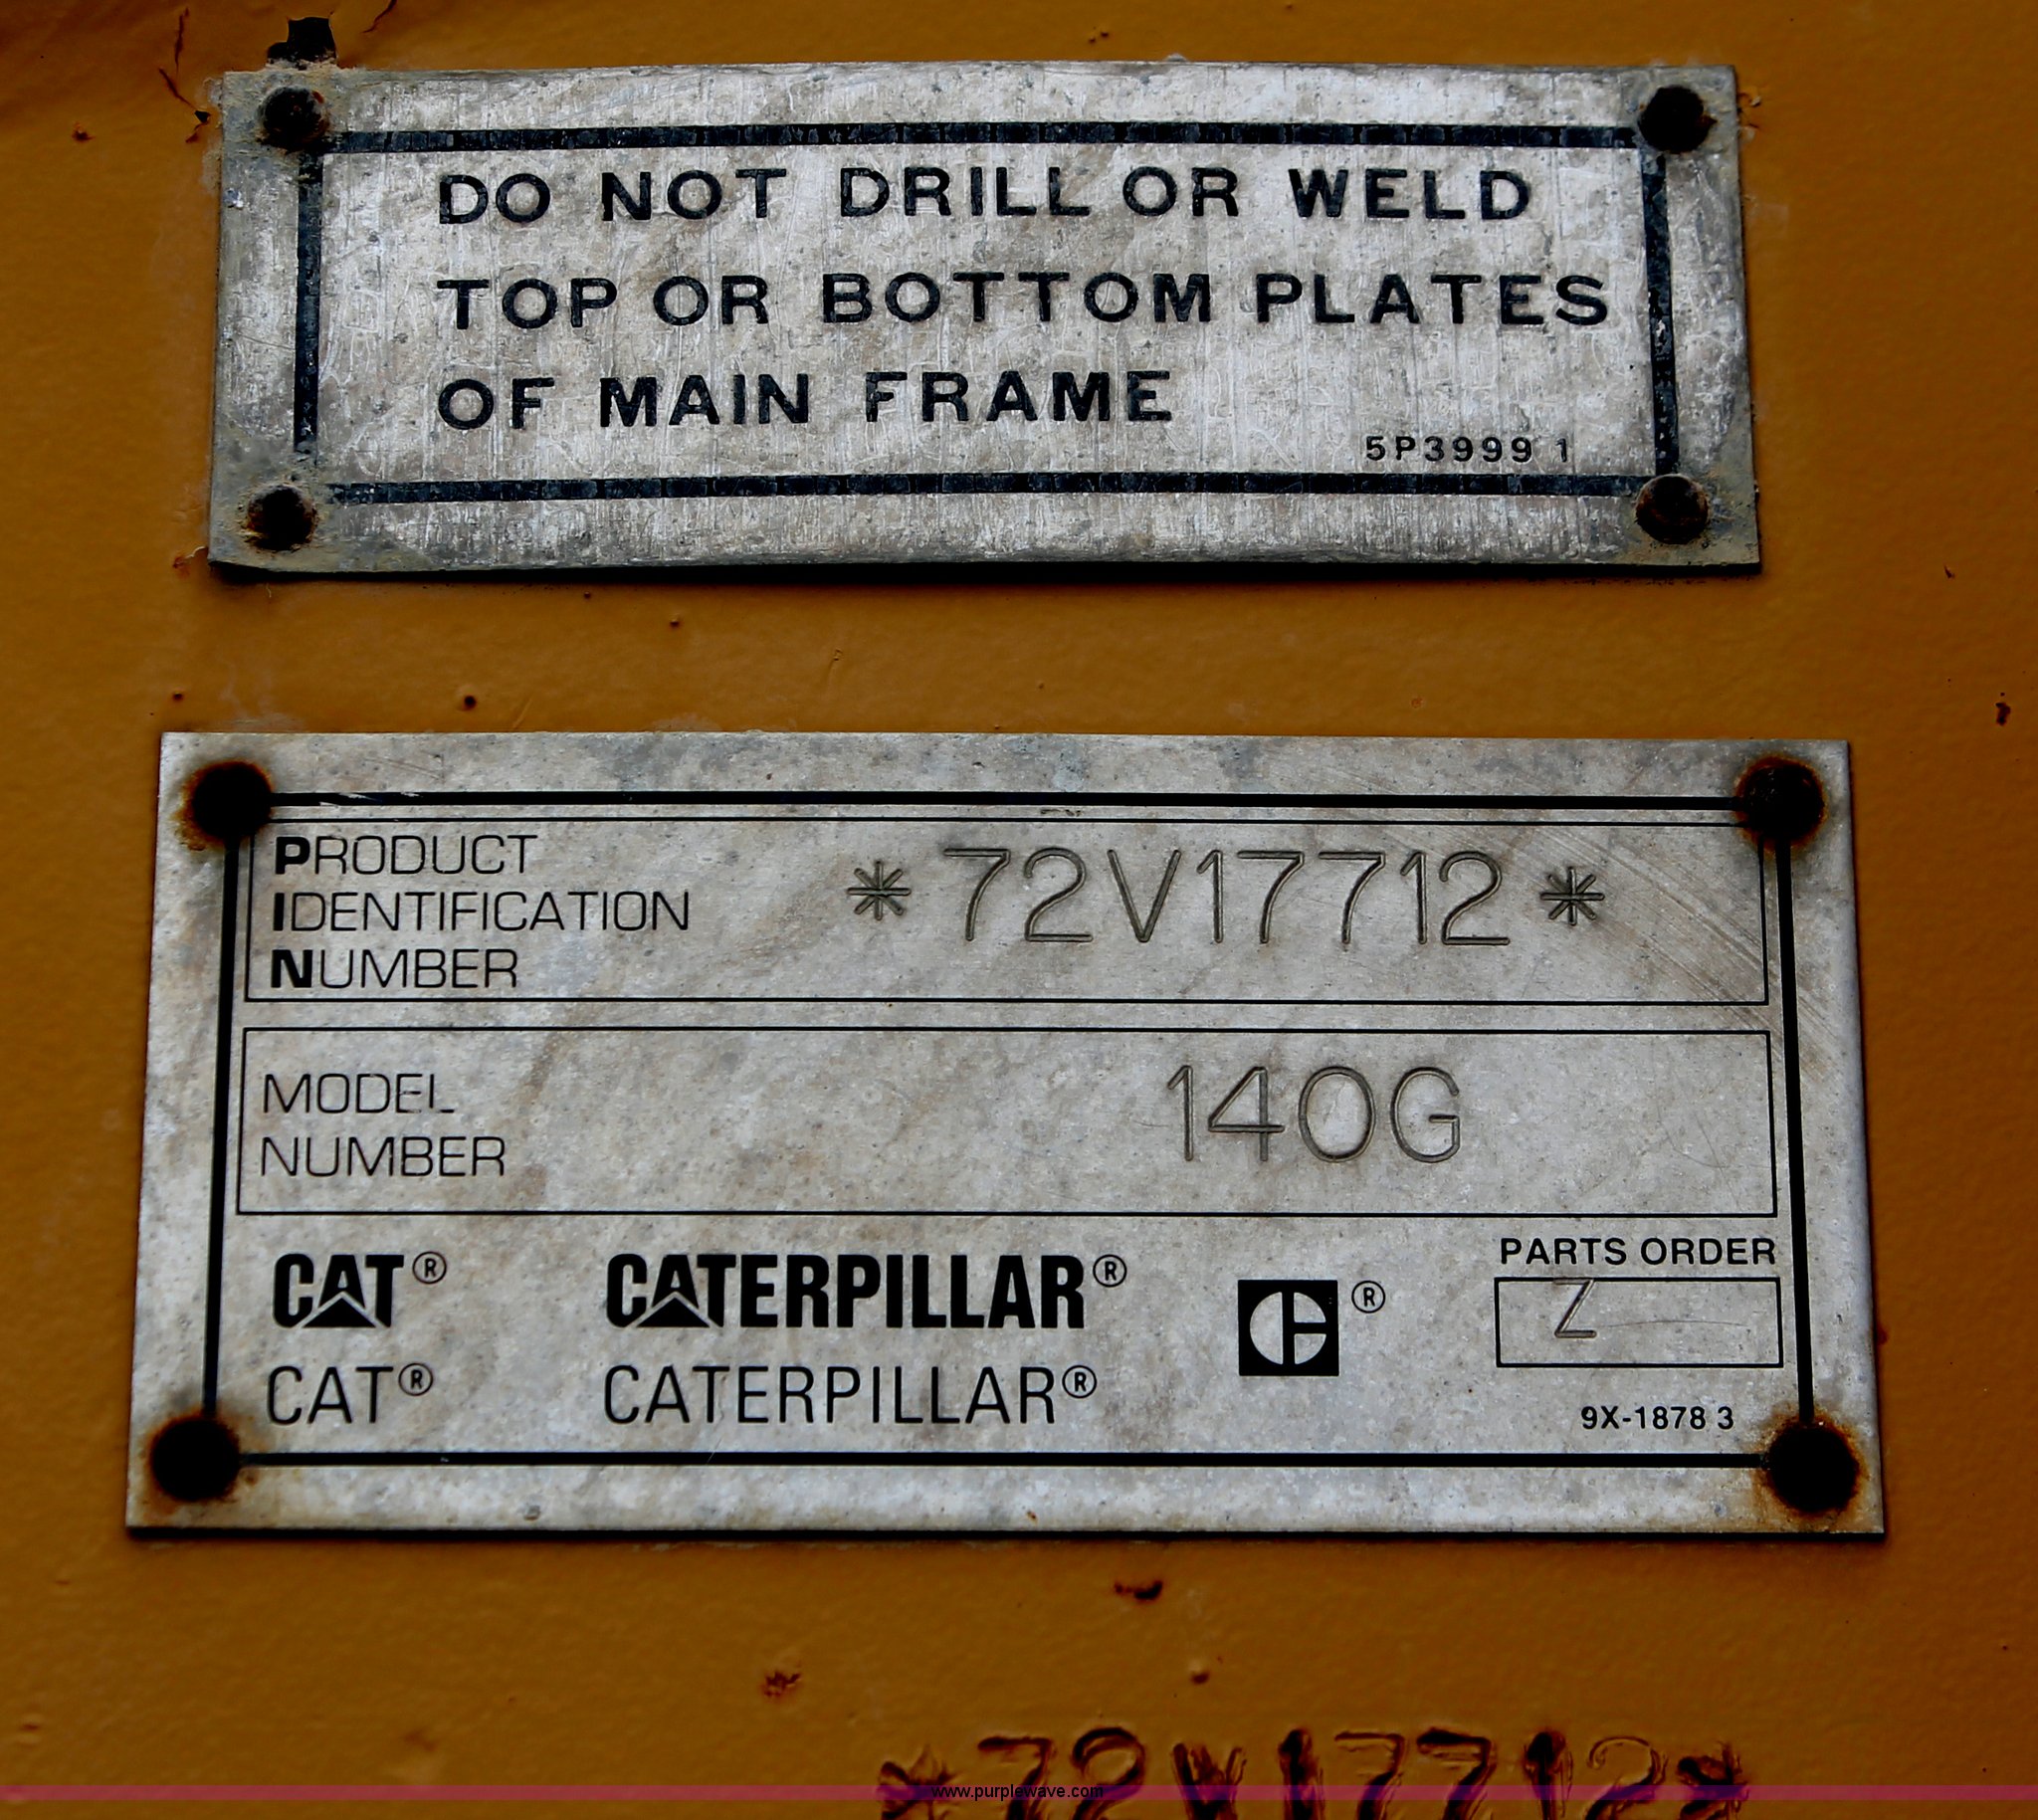 DO NOT DRILL OR WELD
TOP OR BOTTOM PLATES
OF MAIN FRAME
5P3999 1
PRODUCT
IDENTIFICATION
NUMBER
*72V17712*
MODEL
NUMBER
140G
CAT® CATERPILLAR® ®
CAT® CATERPILLAR®
PARTS ORDER
Z
9X-1878 3
*72V17712*
www.purplewave.com